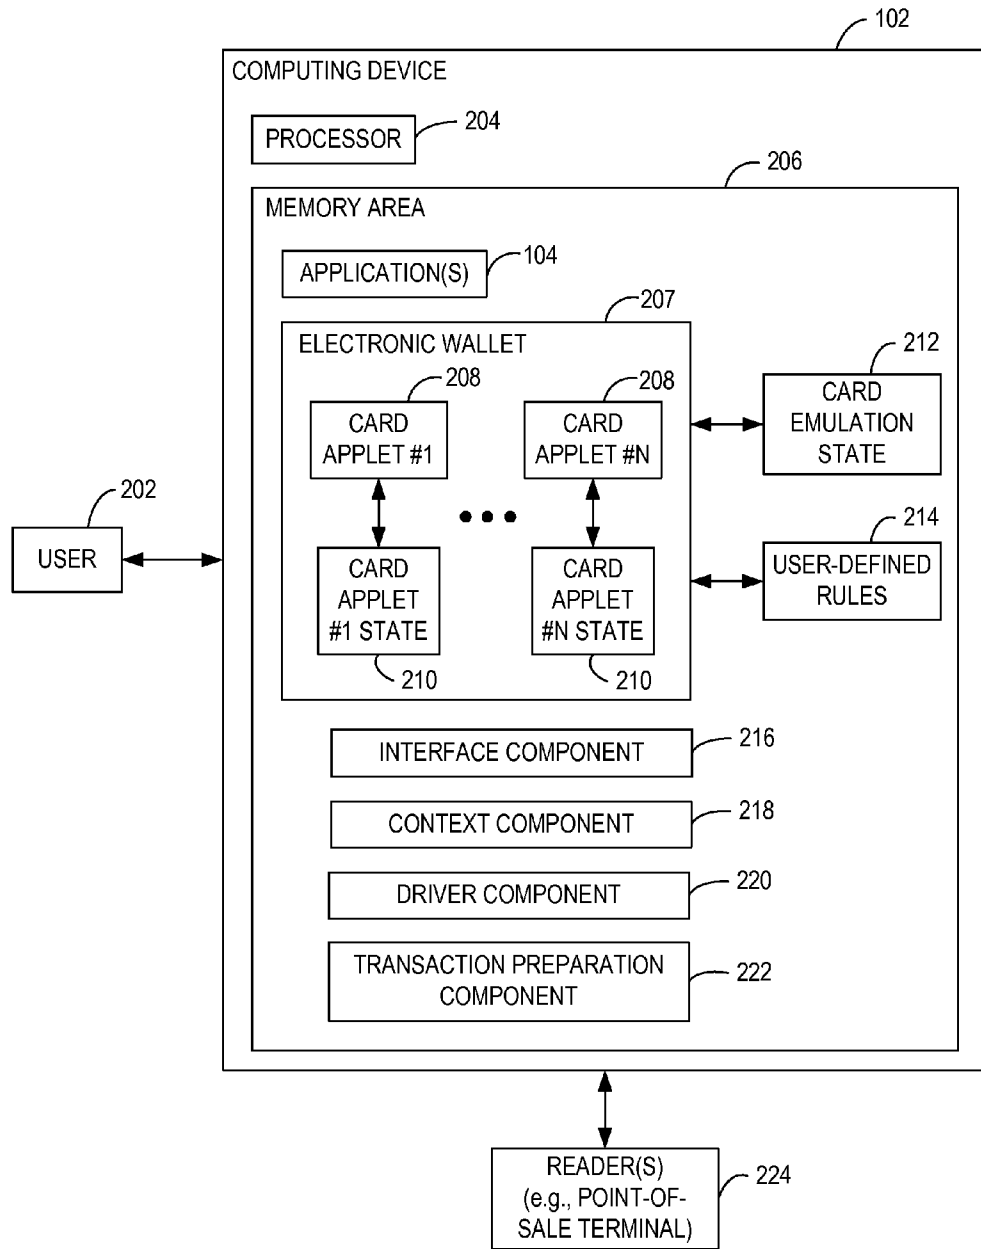 102
COMPUTING DEVICE
PROCESSOR
204
206
MEMORY AREA
APPLICATION(S)
104
207
ELECTRONIC WALLET
208
208
212
CARD
APPLET #1
CARD
APPLET #N
CARD
EMULATION
STATE
202
USER
CARD
APPLET
#1 STATE
CARD
APPLET
#N STATE
214
USER-DEFINED
RULES
210
210
INTERFACE COMPONENT
216
CONTEXT COMPONENT
218
DRIVER COMPONENT
220
TRANSACTION PREPARATION
COMPONENT
222
READER(S)
(e.g., POINT-OF-
SALE TERMINAL)
224